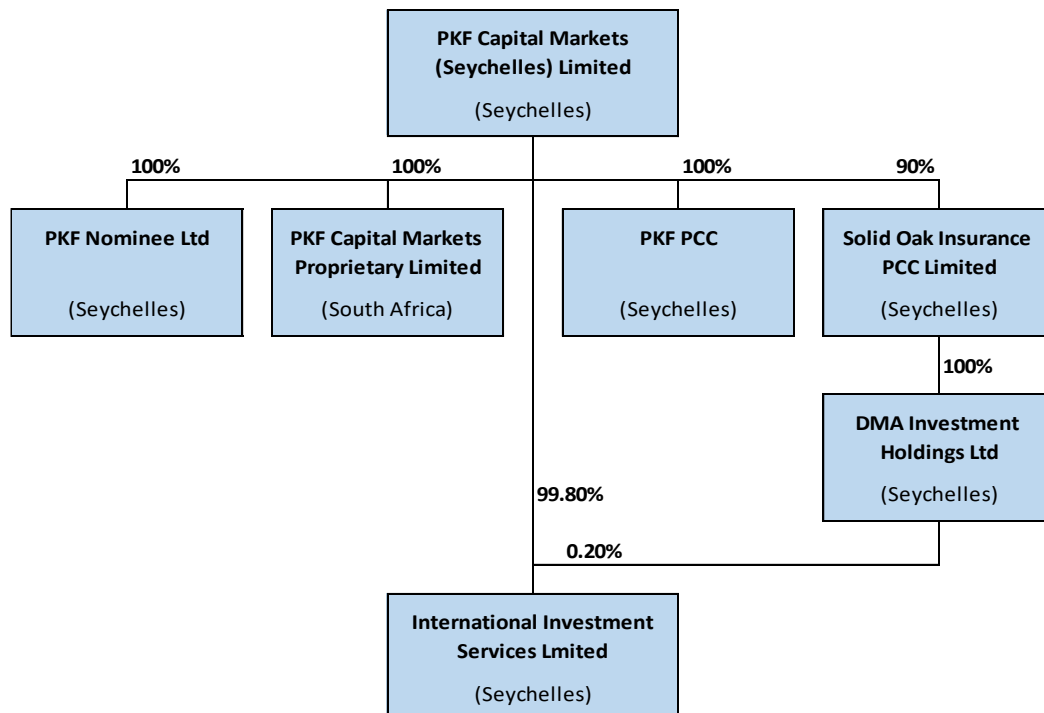 PKF Capital Markets
(Seychelles) Limited
(Seychelles)
100%
100%
100%
90%
PKF Nominee Ltd
(Seychelles)
PKF Capital Markets
Proprietary Limited
(South Africa)
PKF PCC
(Seychelles)
Solid Oak Insurance
PCC Limited
(Seychelles)
100%
DMA Investment
Holdings Ltd
(Seychelles)
99.80%
0.20%
International Investment
Services Lmited
(Seychelles)